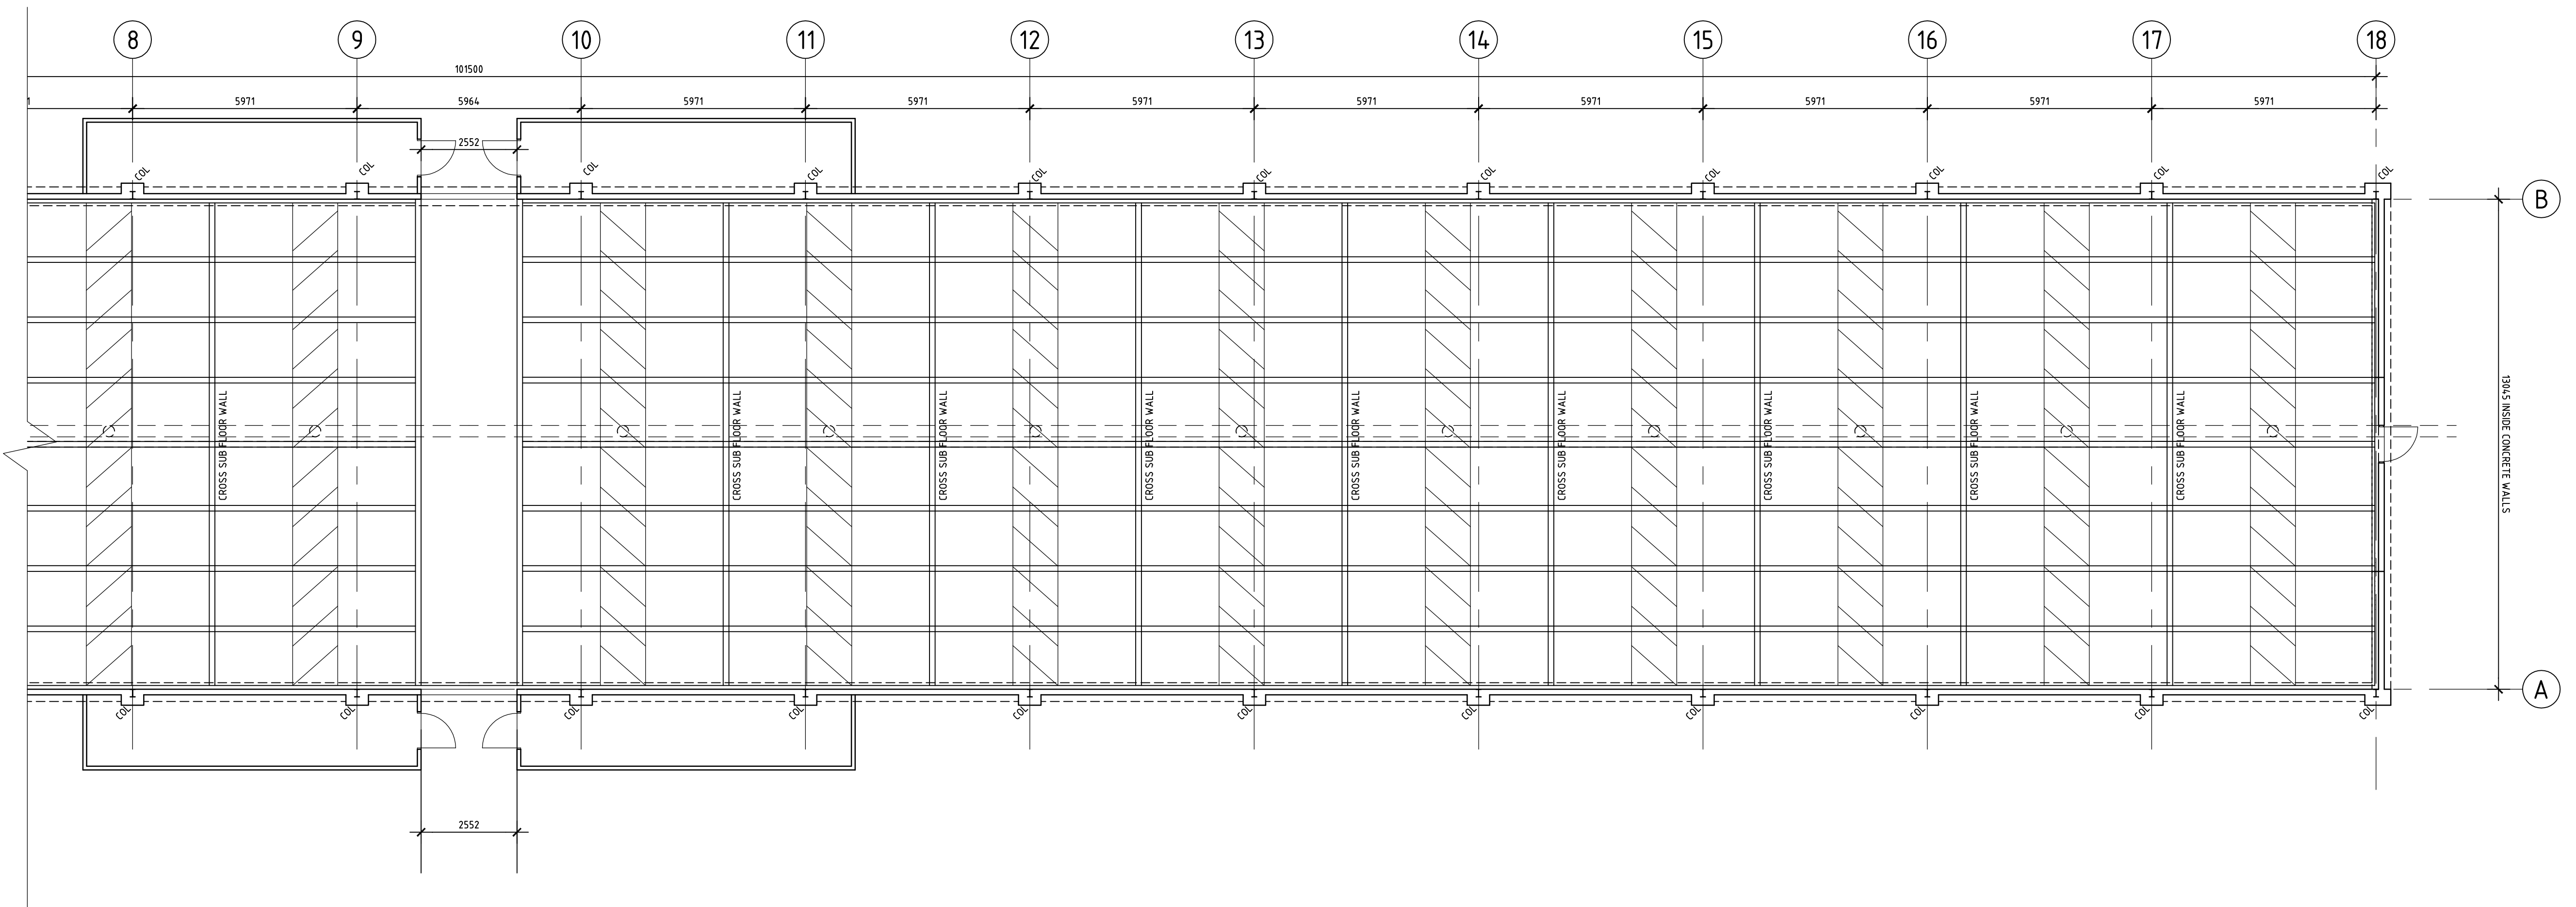 8 9 10 11 12 13 14 15 16 17 18
101500
1 5971 5964 5971 5971 5971 5971 5971 5971 5971 5971
2552
COL COL COL COL COL COL COL COL COL COL COL
B
CROSS SUB FLOOR WALL
CROSS SUB FLOOR WALL
CROSS SUB FLOOR WALL
CROSS SUB FLOOR WALL
CROSS SUB FLOOR WALL
CROSS SUB FLOOR WALL
CROSS SUB FLOOR WALL
CROSS SUB FLOOR WALL
CROSS SUB FLOOR WALL
13045 INSIDE CONCRETE WALLS
A
COL COL COL COL COL COL COL COL COL COL COL
2552